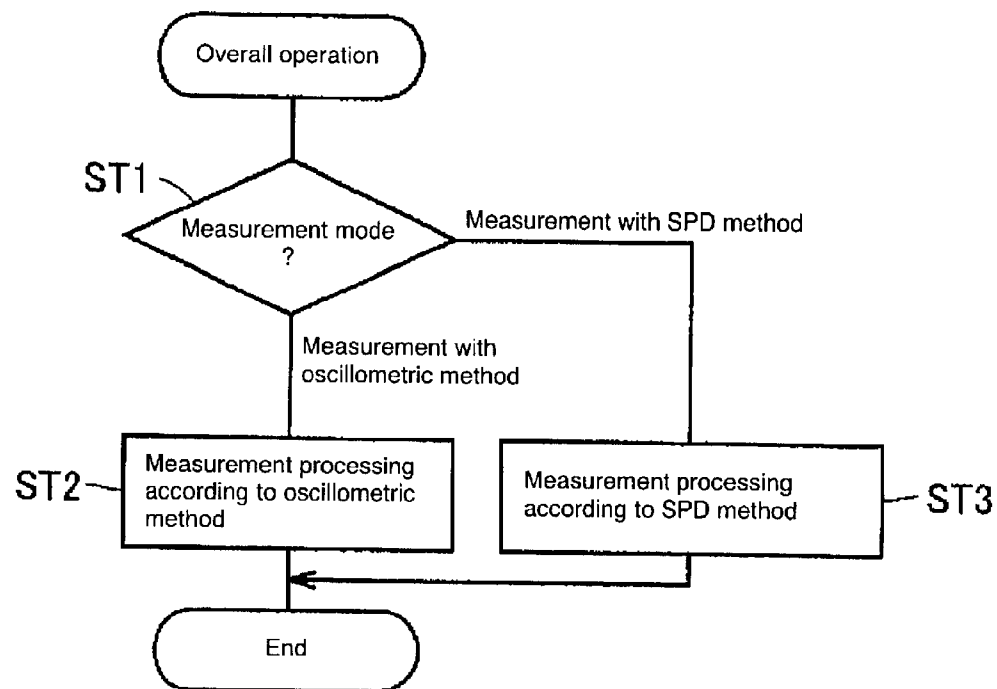 Overall operation
ST1
Measurement mode
?
Measurement with SPD method
Measurement with
oscillometric method
ST2
Measurement processing
according to oscillometric
method
Measurement processing
according to SPD method
ST3
End